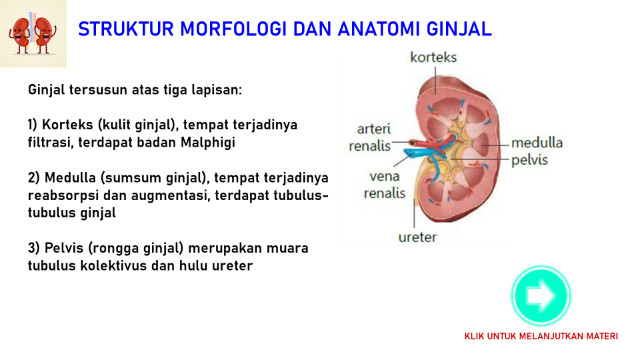 STRUKTUR MORFOLOGI DAN ANATOMI GINJAL
Ginjal tersusun atas tiga lapisan:
1) Korteks (kulit ginjal), tempat terjadinya
filtrasi, terdapat badan Malphigi
2) Medulla (sumsum ginjal), tempat terjadinya
reabsorpsi dan augmentasi, terdapat tubulus-
tubulus ginjal
3) Pelvis (rongga ginjal) merupakan muara
tubulus kolektivus dan hulu ureter
korteks
arteri
renalis
medulla
pelvis
vena
renalis
ureter
KLIK UNTUK MELANJUTKAN MATERI